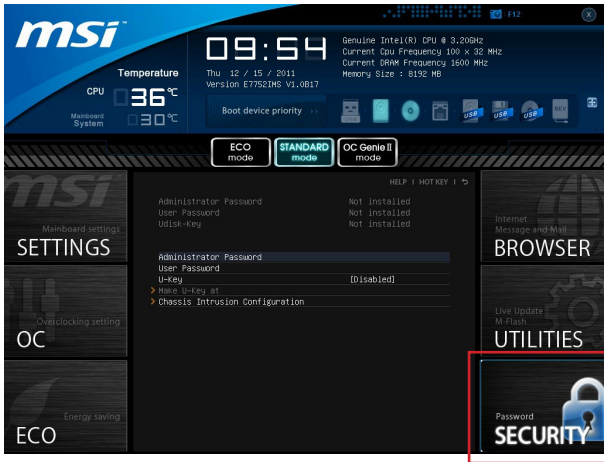 msi
F12
X
Temperature
CPU 36°C
Mainboard
System 30°C
09:54
Thu 12 / 15 / 2011
Version E7752IMS V1.0B17
Genuine Intel(R) CPU @ 3.20GHz
Current Cpu Frequency 100 x 32 MHz
Current DRAM Frequency 1600 MHz
Memory Size : 8192 MB
Boot device priority
USB USB USB DEV
ECO
mode
STANDARD
mode
OC Genie II
mode
HELP | HOT KEY |
Mainboard settings
SETTINGS
Overclocking setting
OC
Energy saving
ECO
Administrator Password Not installed
User Password Not installed
Udisk-Key Not installed
Administrator Password
User Password
U-Key [Disabled]
Make U-Key at
Chassis Intrusion Configuration
Internet
Message and Mail
BROWSER
Live Update
M-Flash
UTILITIES
Password
SECURITY